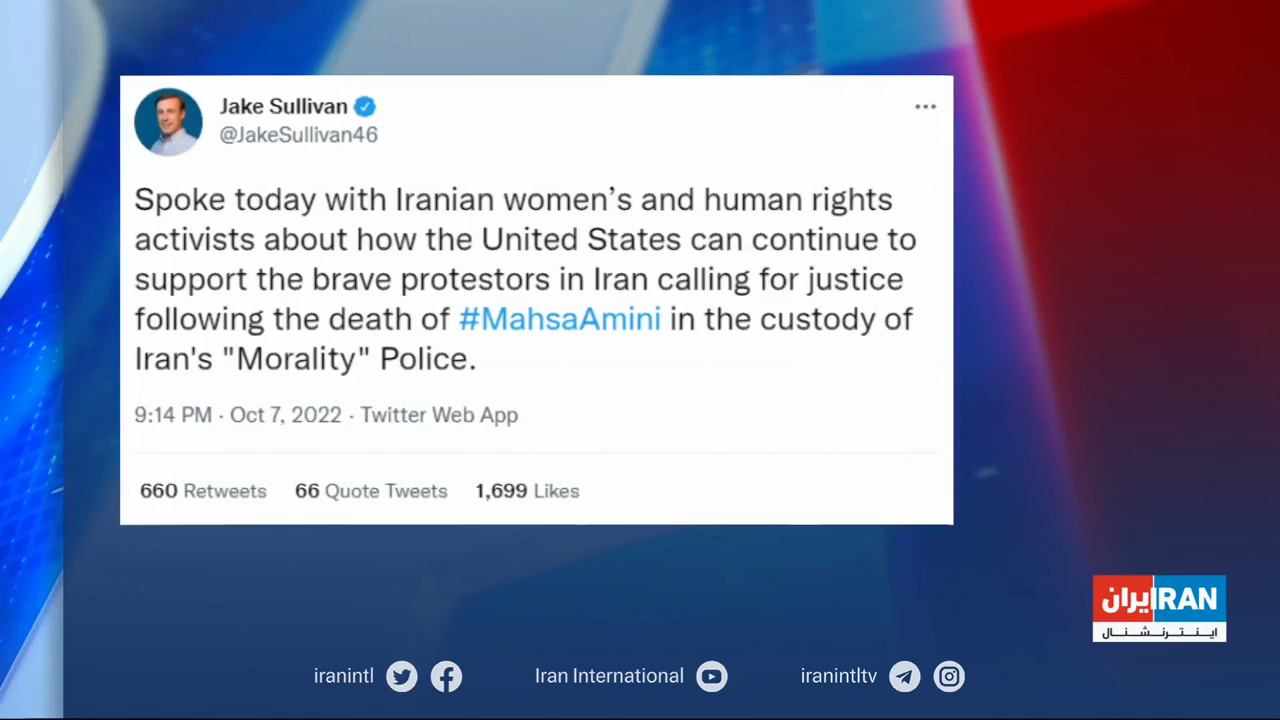 Jake Sullivan
@JakeSullivan46
Spoke today with Iranian women’s and human rights
activists about how the United States can continue to
support the brave protestors in Iran calling for justice
following the death of #MahsaAmini in the custody of
Iran's "Morality" Police.
9:14 PM · Oct 7, 2022 · Twitter Web App
660 Retweets 66 Quote Tweets 1,699 Likes
ایران IRAN
اینترنشنال
iranintl Iran International iranintltv